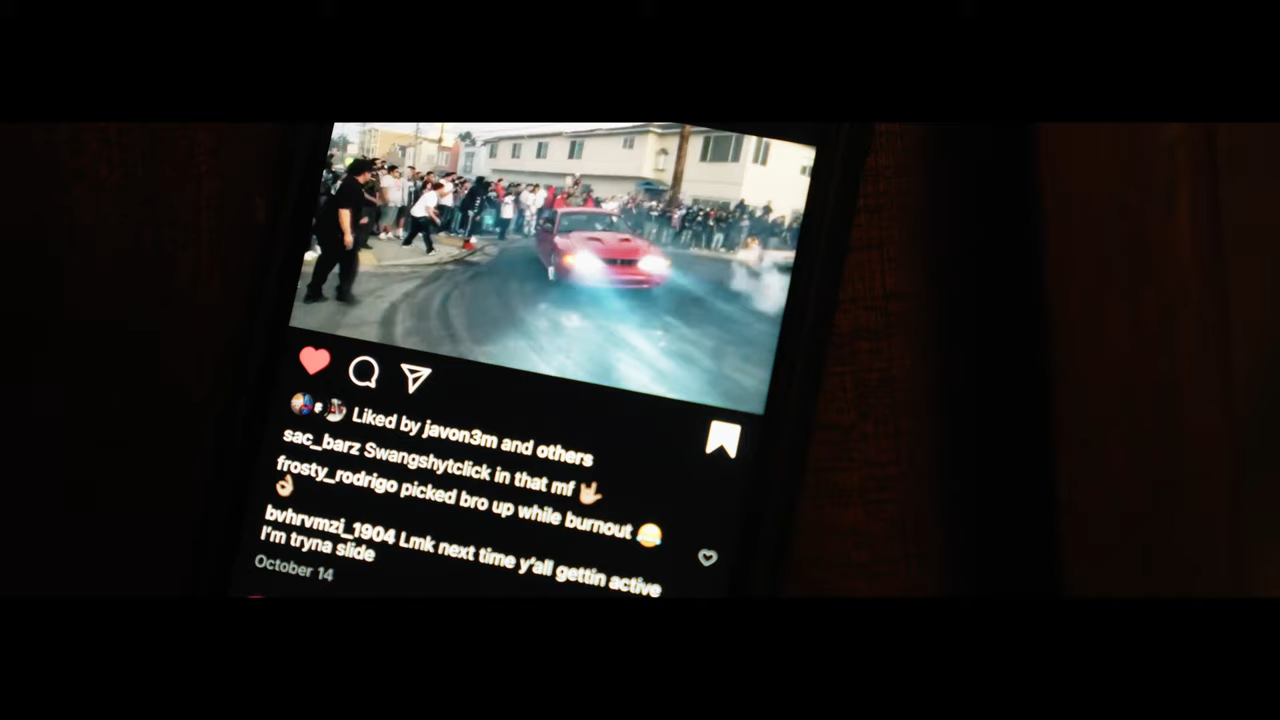 Liked by javon3m and others
sac_barz Swangshytclick in that mf 🤟🏼
frosty_rodrigo picked bro up while burnout 😂
👌🏼
bvhrvmzi_1904 Lmk next time y'all gettin active
I'm tryna slide
October 14